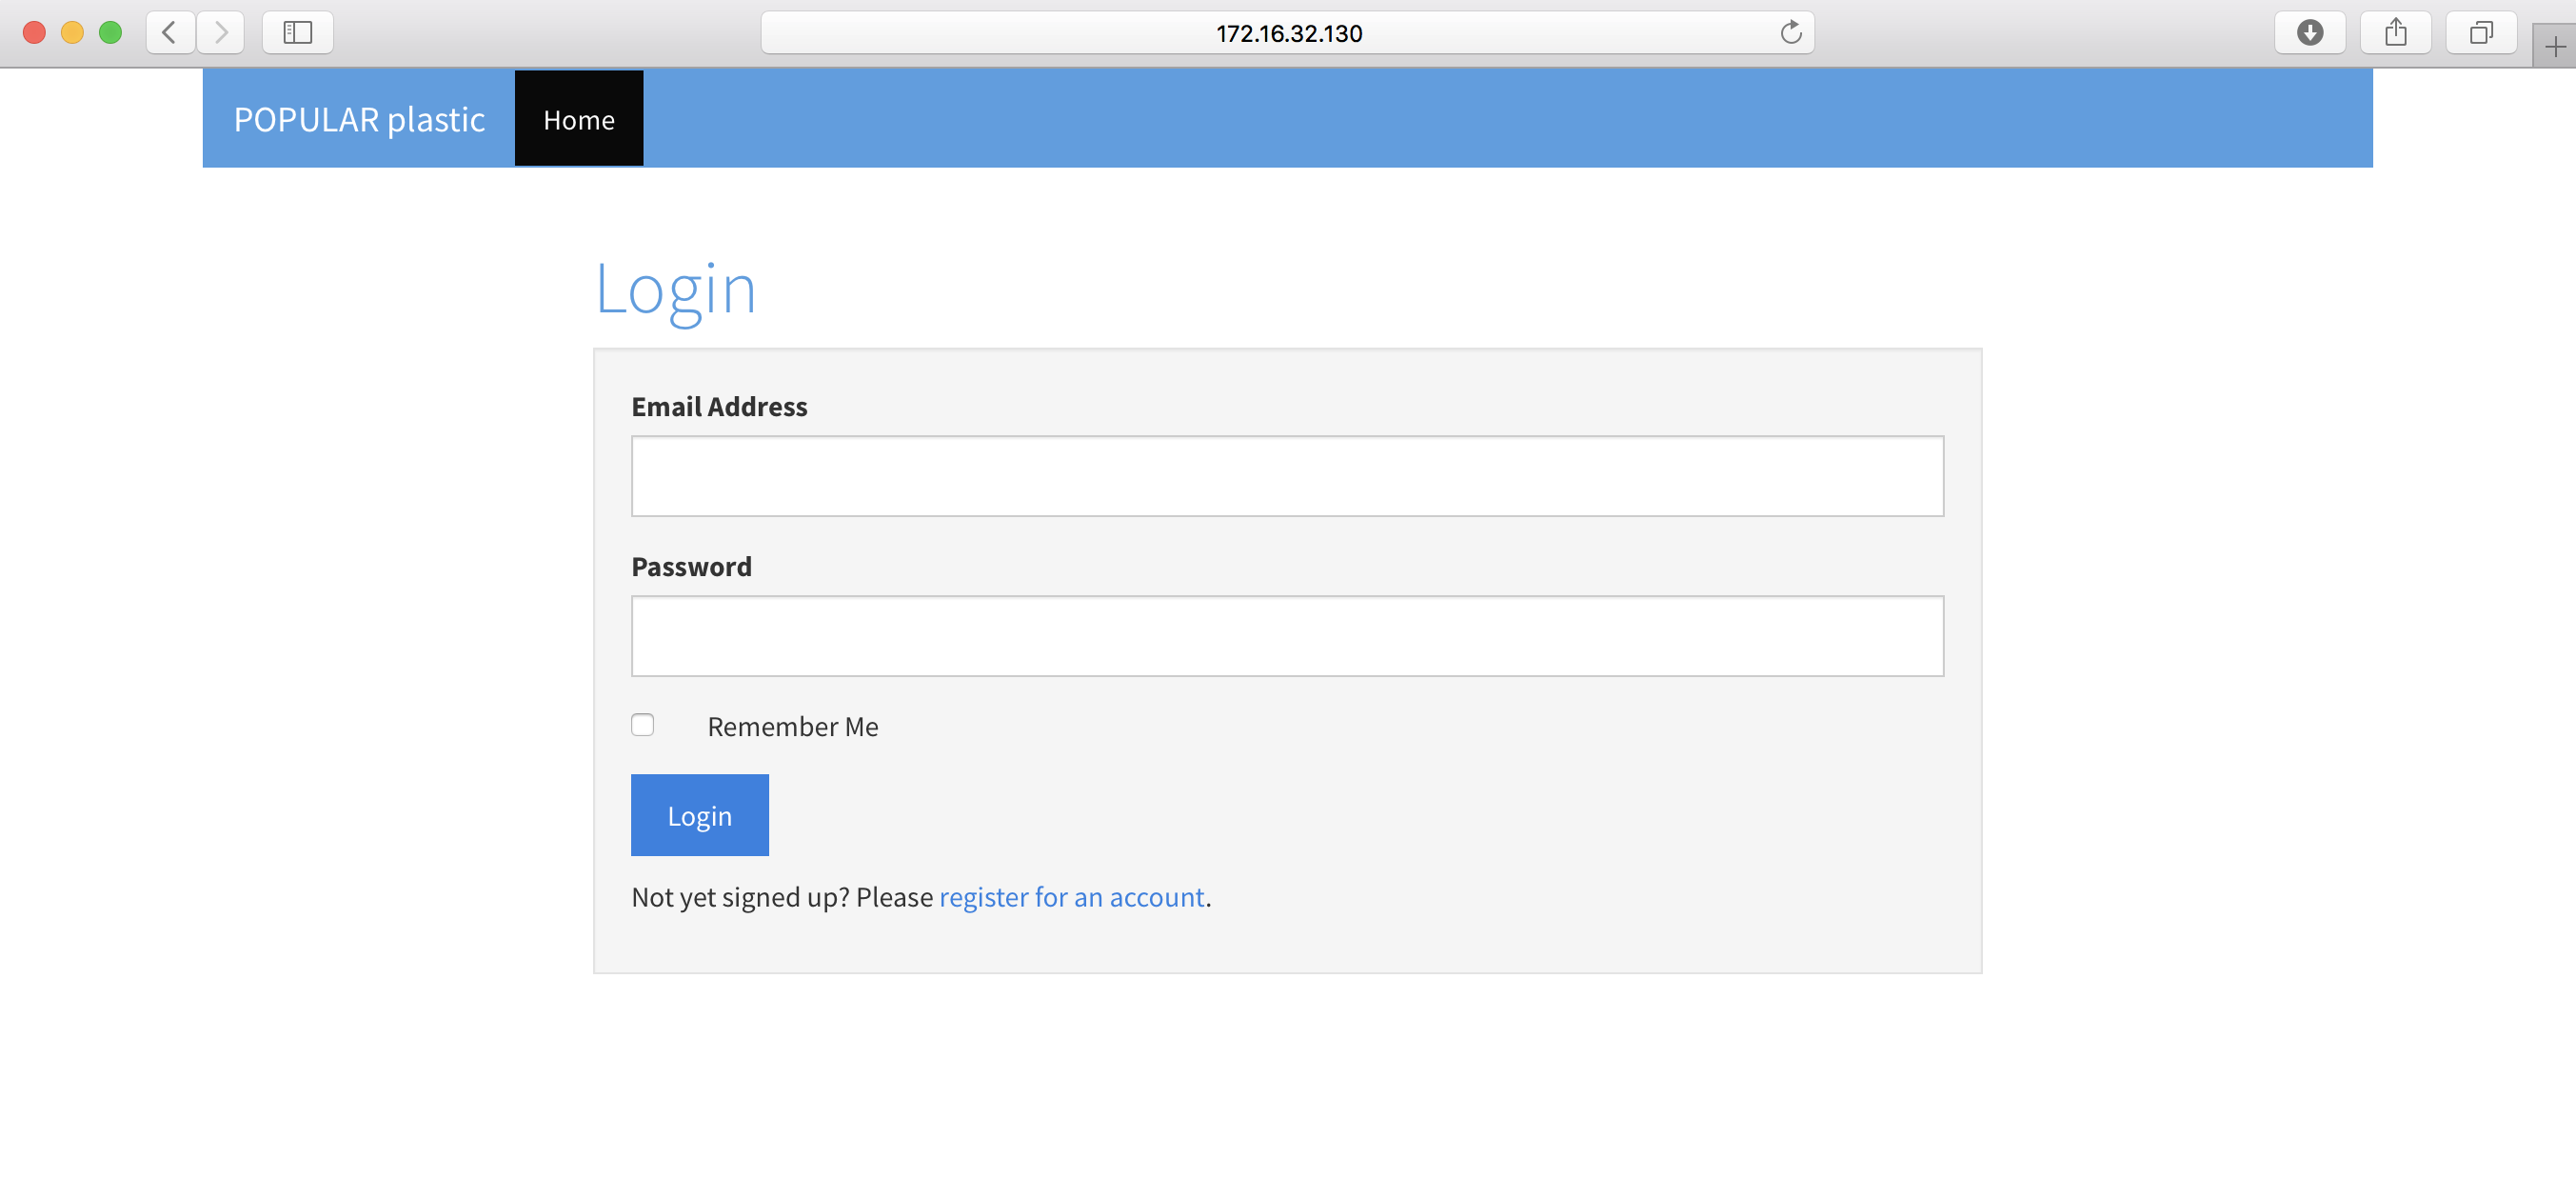 172.16.32.130
POPULAR plastic Home
Login
Email Address
Password
Remember Me
Login
Not yet signed up? Please register for an account.